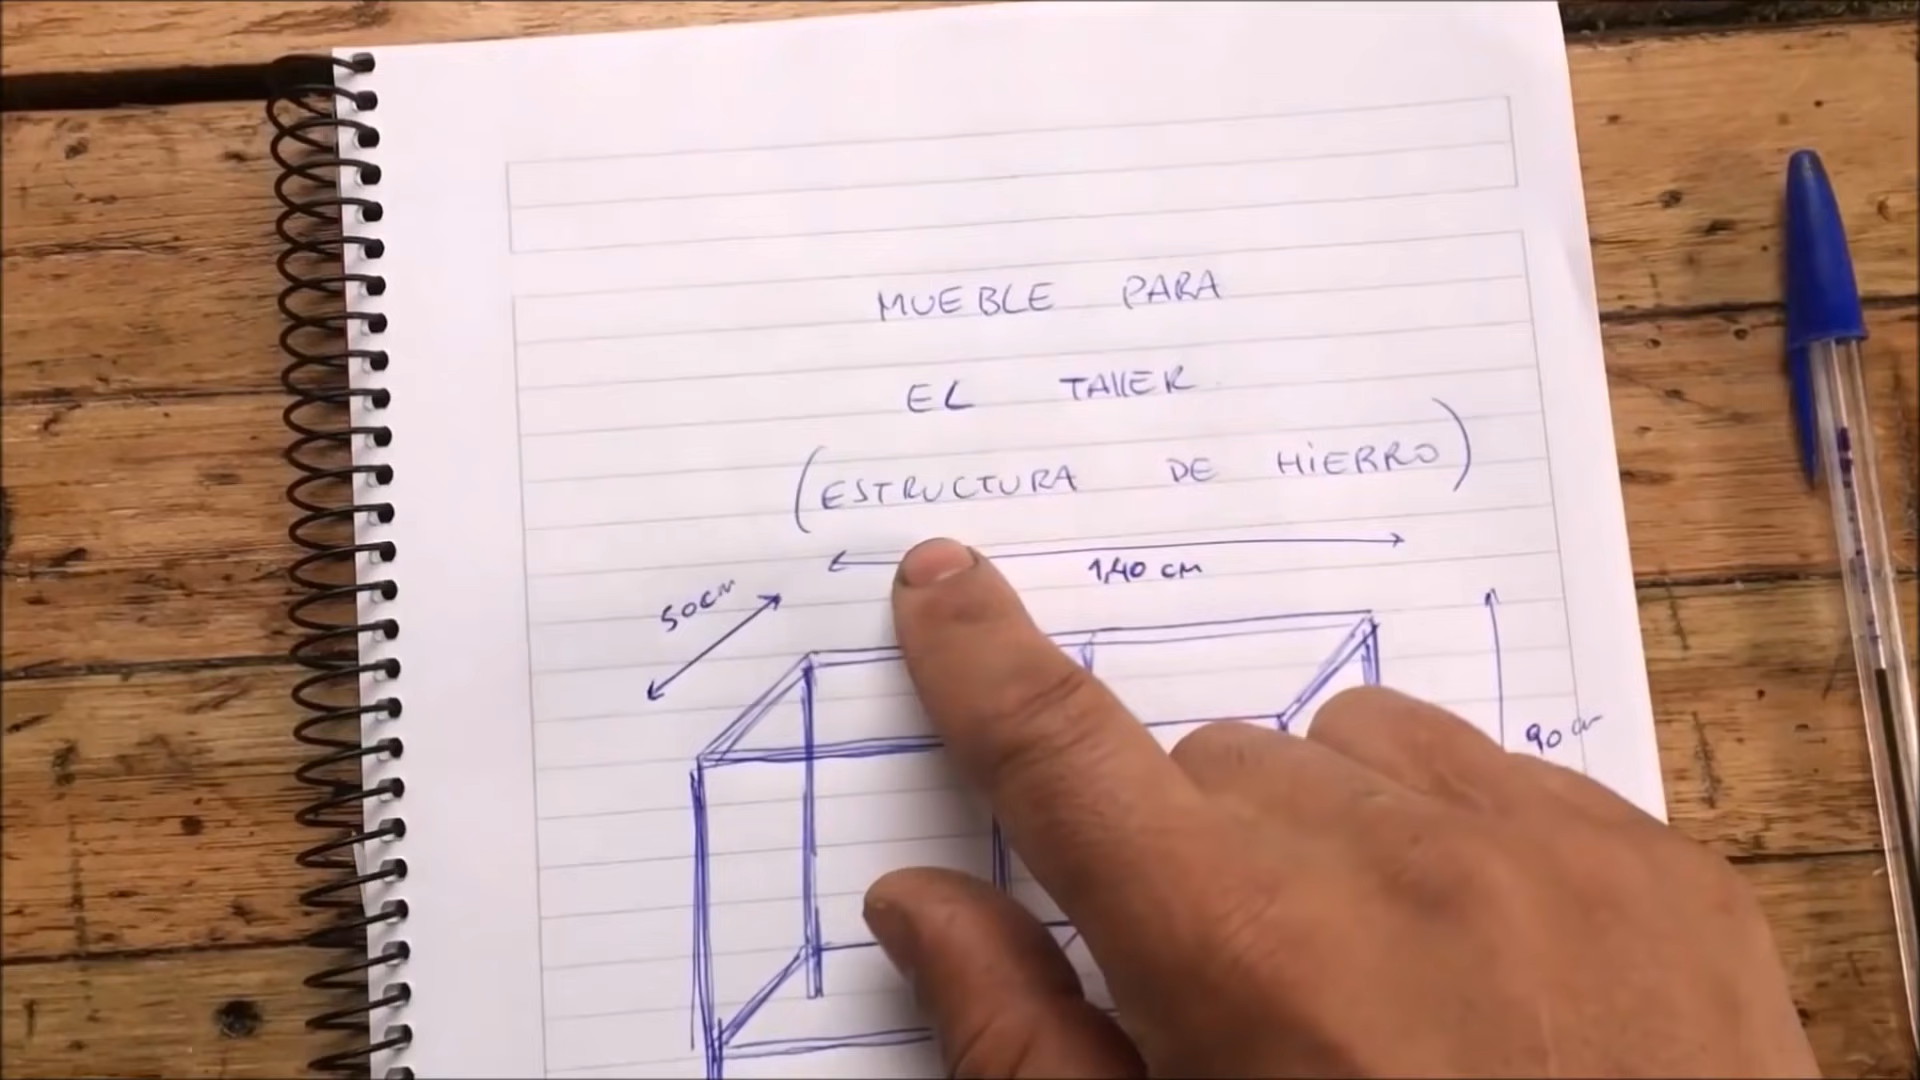 MUEBLE PARA
EL TALLER
(ESTRUCTURA DE HiERRO)
1,40 cm
50cm
90 cm